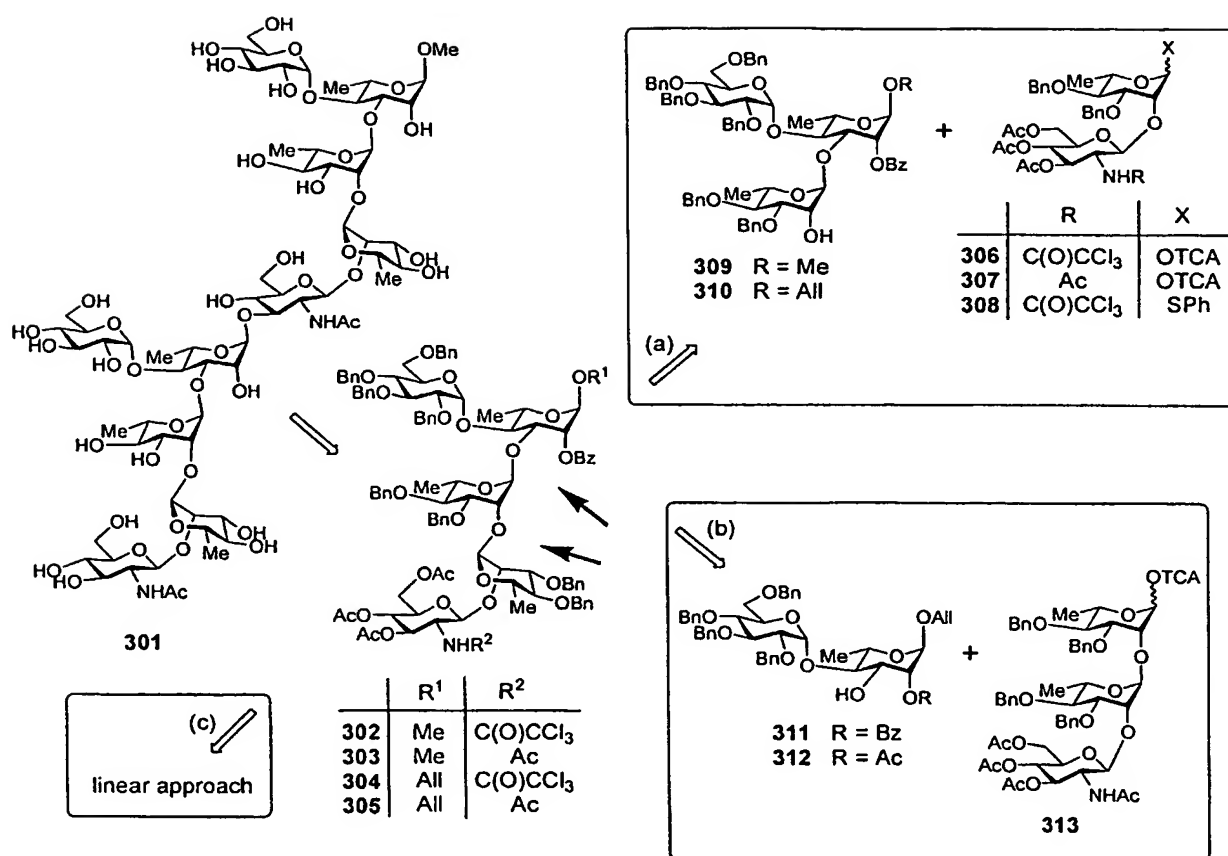 HO
HO
HO
HO
O
O
OMe
Me
O
O
OH
Me
O
HO
HO
O
O
Me
OH
OH
HO
HO
O
NHAc
OH
HO
HO
HO
HO
O
O
Me
O
OH
Me
HO
HO
O
O
OH
HO
HO
NHAc
Me
OH
OH
301
(c)
linear approach
OBn
BnO
BnO
BnO
O
OR¹
Me
O
O
OBz
Me
BnO
BnO
O
O
OAc
AcO
AcO
NHR²
Me
OBn
OBn
R¹ R²
302 Me C(O)CCl₃
303 Me Ac
304 All C(O)CCl₃
305 All Ac
OBn
BnO
BnO
BnO
O
OR
Me
O
O
OBz
Me
BnO
BnO
OH
309 R = Me
310 R = All
+
X
Me
BnO
BnO
O
AcO
AcO
AcO
NHR
R X
306 C(O)CCl₃ OTCA
307 Ac OTCA
308 C(O)CCl₃ SPh
(a)
(b)
OBn
BnO
BnO
BnO
O
OAll
Me
O
HO
OR
311 R = Bz
312 R = Ac
+
OTCA
Me
BnO
BnO
O
Me
BnO
BnO
O
AcO
AcO
AcO
NHAc
313